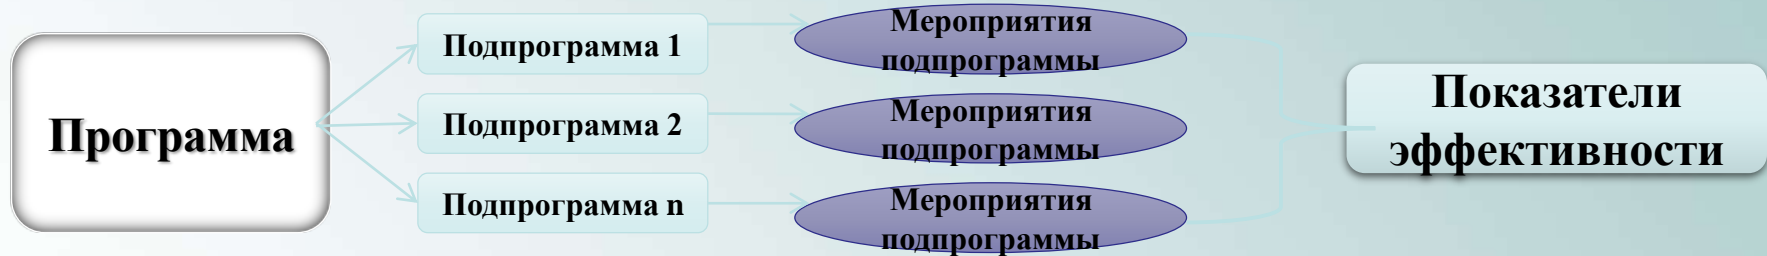 Программа
Подпрограмма 1
Подпрограмма 2
Подпрограмма n
Мероприятия
подпрограммы
Мероприятия
подпрограммы
Мероприятия
подпрограммы
Показатели
эффективности